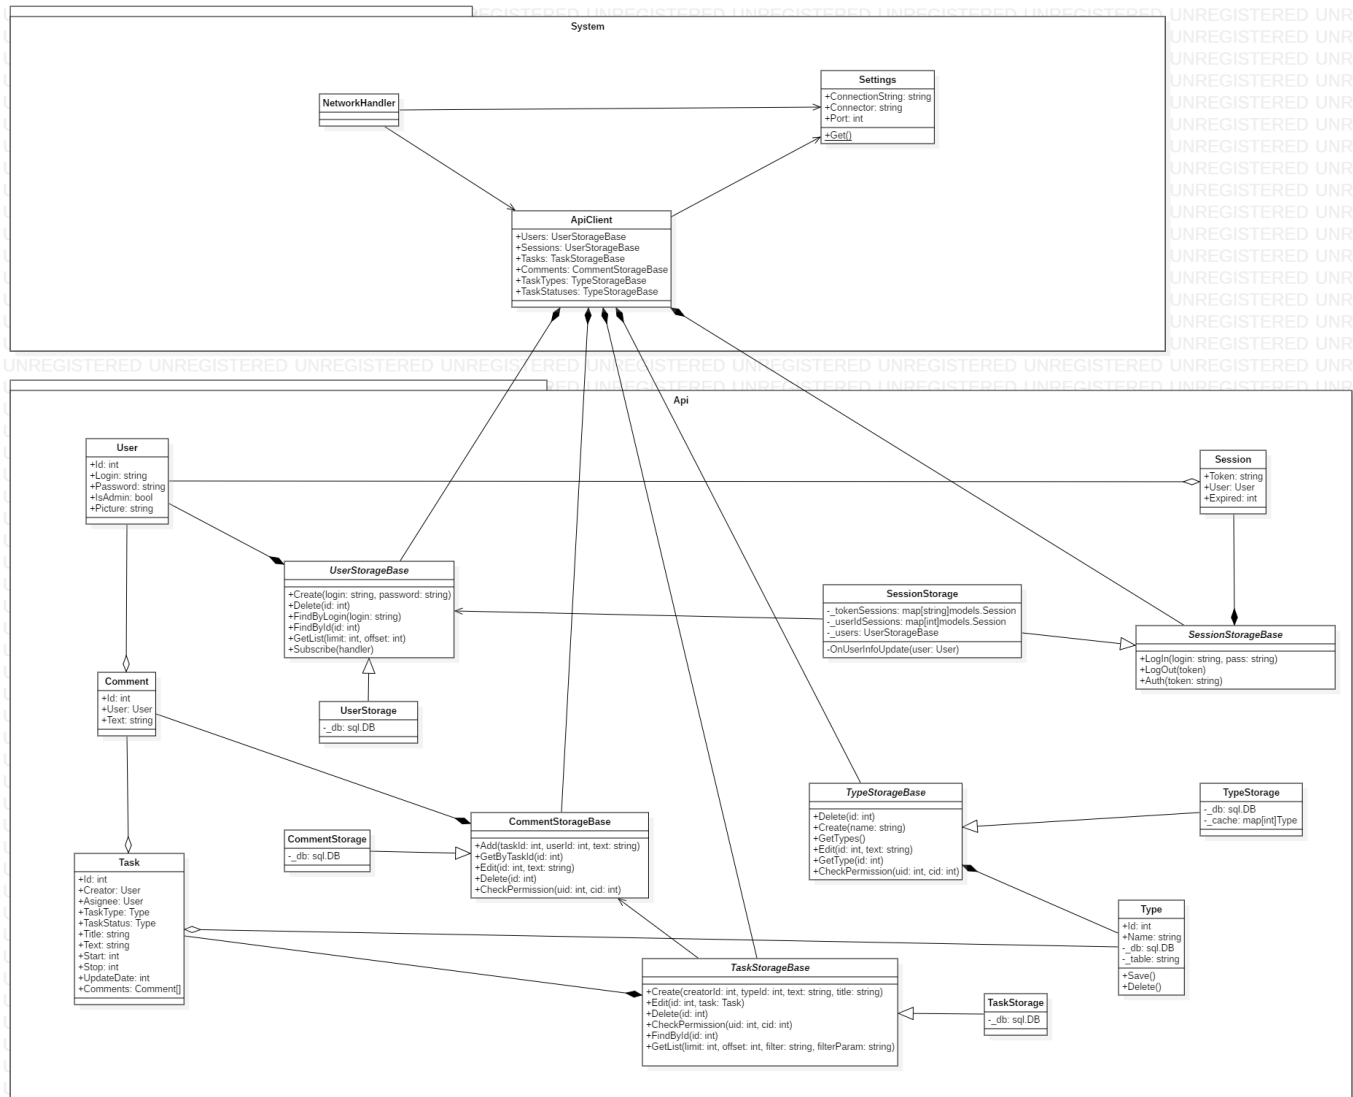 System
NetworkHandler
Settings
+ConnectionString: string
+Connector: string
+Port: int
+Get()
ApiClient
+Users: UserStorageBase
+Sessions: UserStorageBase
+Tasks: TaskStorageBase
+Comments: CommentStorageBase
+TaskTypes: TypeStorageBase
+TaskStatuses: TypeStorageBase
UNREGISTERED UNREGISTERED UNREGISTERED UNREGISTERED UNREGISTERED UNREGISTERED UNREGISTERED UNREGISTERED UNR
Api
User
+Id: int
+Login: string
+Password: string
+IsAdmin: bool
+Picture: string
Session
+Token: string
+User: User
+Expired: int
UserStorageBase
+Create(login: string, password: string)
+Delete(id: int)
+FindByLogin(login: string)
+FindById(id: int)
+GetList(limit: int, offset: int)
+Subscribe(handler)
SessionStorage
-_tokenSessions: map[string]models.Session
-_userIdSessions: map[int]models.Session
-_users: UserStorageBase
-OnUserInfoUpdate(user: User)
SessionStorageBase
+LogIn(login: string, pass: string)
+LogOut(token)
+Auth(token: string)
Comment
+Id: int
+User: User
+Text: string
UserStorage
-_db: sql.DB
CommentStorageBase
+Add(taskId: int, userId: int, text: string)
+GetByTaskId(id: int)
+Edit(id: int, text: string)
+Delete(id: int)
+CheckPermission(uid: int, cid: int)
CommentStorage
-_db: sql.DB
TypeStorageBase
+Delete(id: int)
+Create(name: string)
+GetTypes()
+Edit(id: int, text: string)
+GetType(id: int)
+CheckPermission(uid: int, cid: int)
TypeStorage
-_db: sql.DB
-_cache: map[int]Type
Task
+Id: int
+Creator: User
+Asignee: User
+TaskType: Type
+TaskStatus: Type
+Title: string
+Text: string
+Start: int
+Stop: int
+UpdateDate: int
+Comments: Comment[]
Type
+Id: int
+Name: string
-_db: sql.DB
-_table: string
+Save()
+Delete()
TaskStorageBase
+Create(creatorId: int, typeId: int, text: string, title: string)
+Edit(id: int, task: Task)
+Delete(id: int)
+CheckPermission(uid: int, cid: int)
+FindById(id: int)
+GetList(limit: int, offset: int, filter: string, filterParam: string)
TaskStorage
-_db: sql.DB